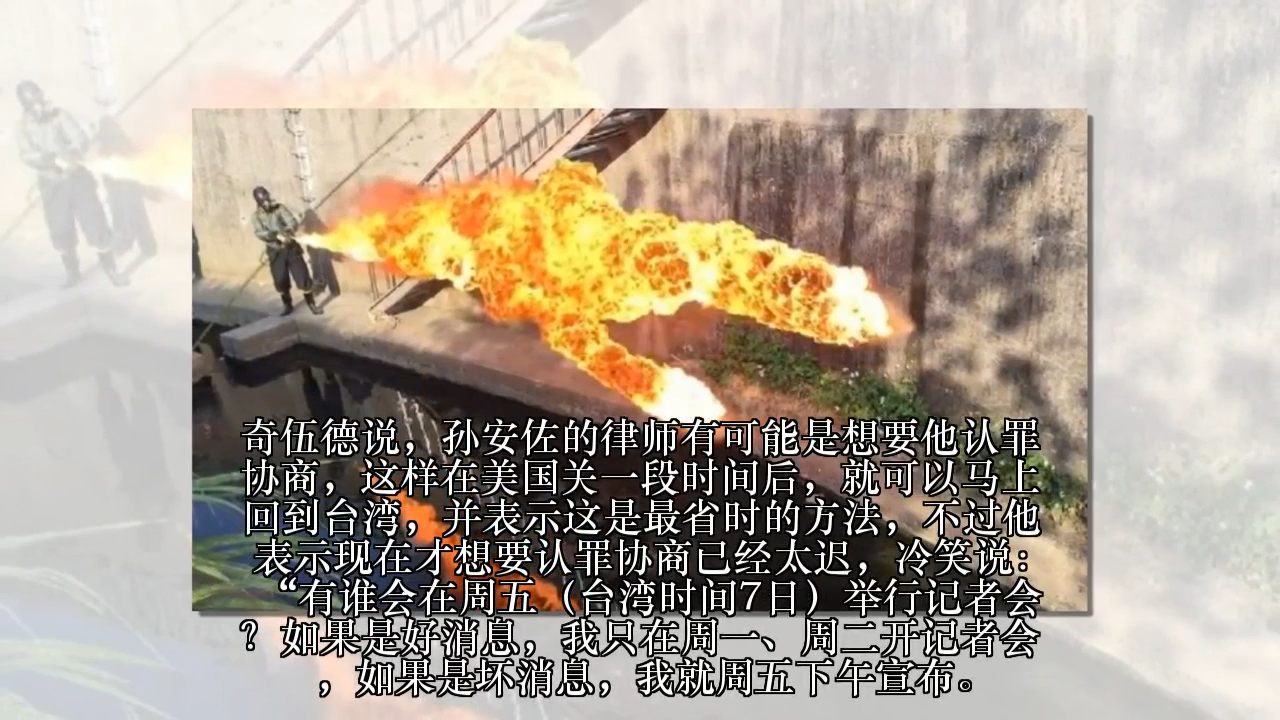 奇伍德说，孙安佐的律师有可能是想要他认罪
协商，这样在美国关一段时间后，就可以马上
回到台湾，并表示这是最省时的方法，不过他
表示现在才想要认罪协商已经太迟，冷笑说：
“有谁会在周五（台湾时间7日）举行记者会
？如果是好消息，我只在周一、周二开记者会
，如果是坏消息，我就周五下午宣布。